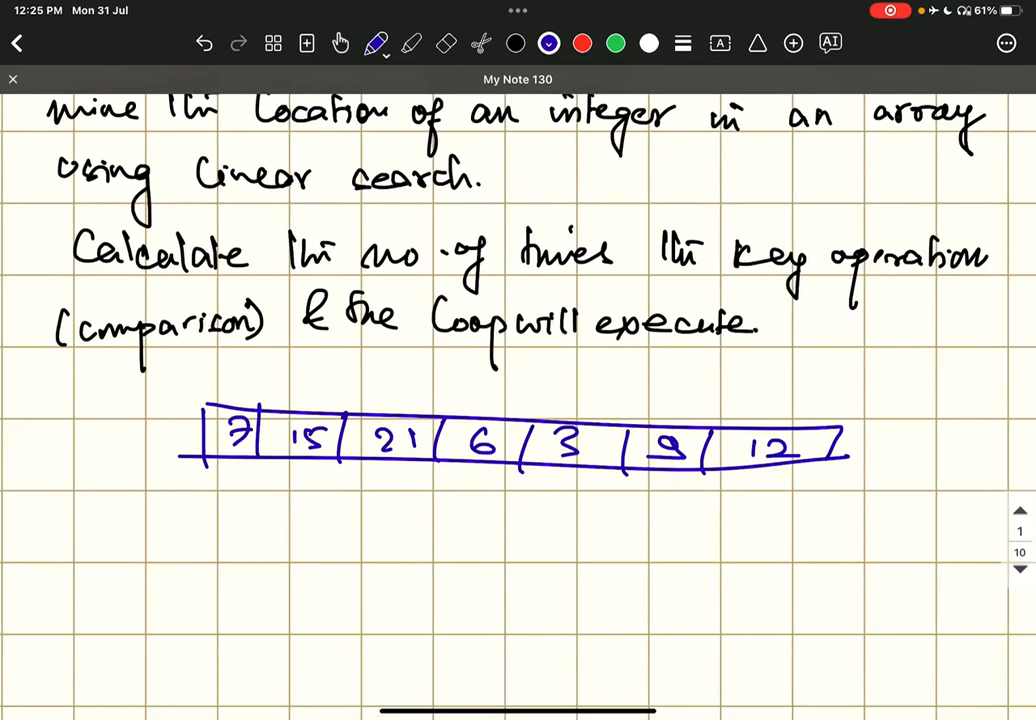 12:25 PM Mon 31 Jul
61%
A
AI
My Note 130
mine the location of an integer in an array
using linear search.
Calculate the no. of times the key operation
(comparison) & the loop will execute.
7 15 21 6 3 9 12
1
10